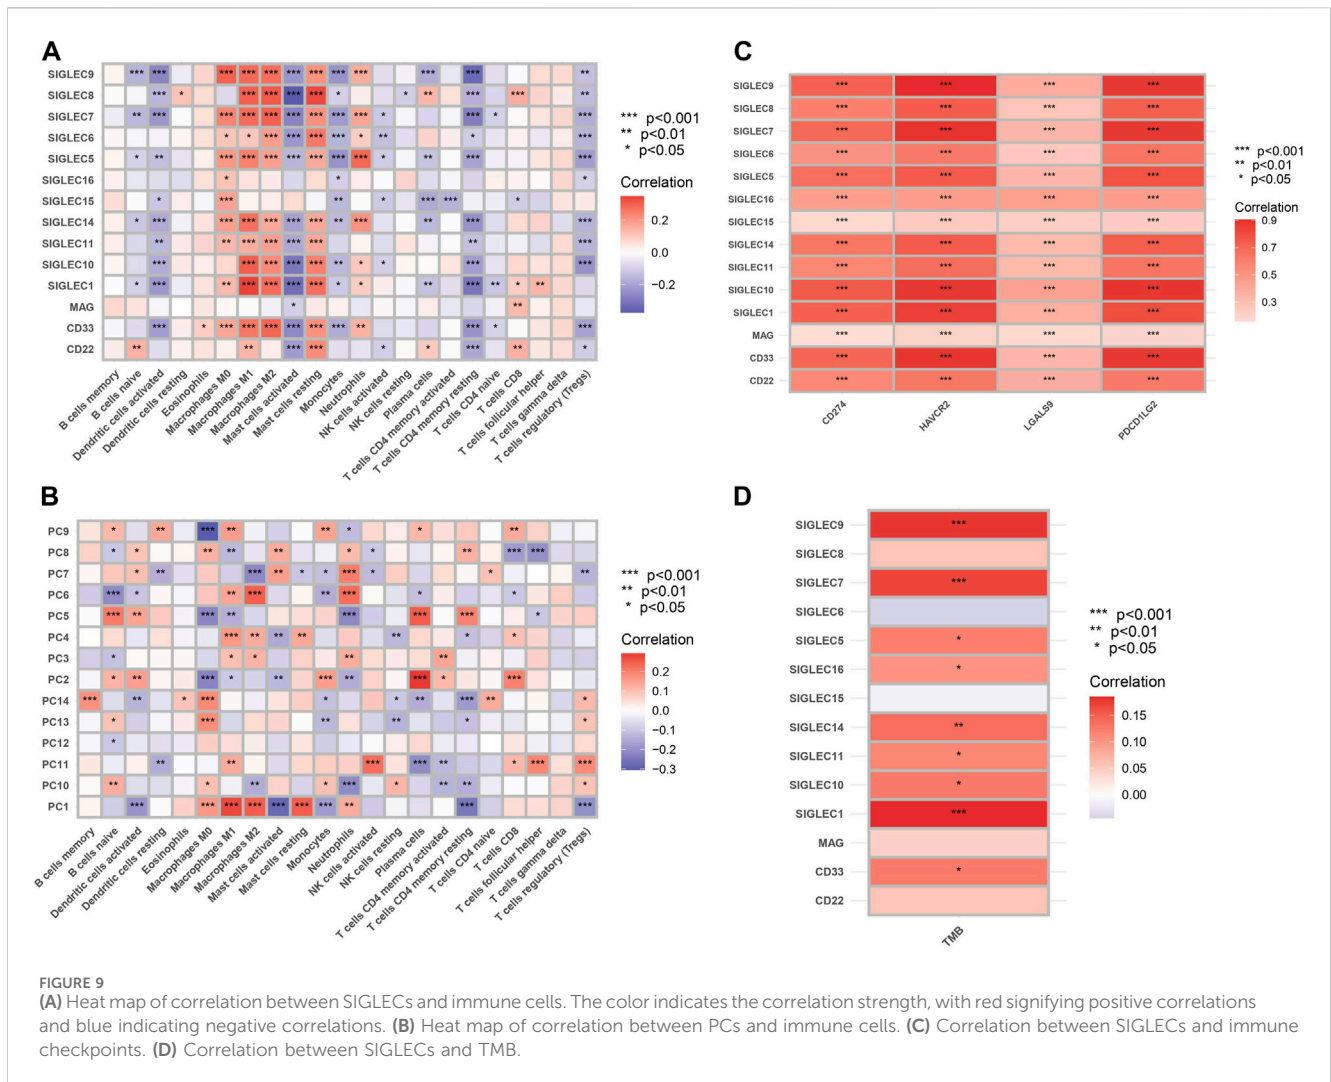 A
SIGLEC9
SIGLEC8
SIGLEC7
SIGLEC6
SIGLEC5
SIGLEC16
SIGLEC15
SIGLEC14
SIGLEC11
SIGLEC10
SIGLEC1
MAG
CD33
CD22
B cells memory
B cells naive
Dendritic cells activated
Dendritic cells resting
Eosinophils
Macrophages M0
Macrophages M1
Macrophages M2
Mast cells activated
Mast cells resting
Monocytes
Neutrophils
NK cells activated
NK cells resting
Plasma cells
T cells CD4 memory activated
T cells CD4 memory resting
T cells CD4 naive
T cells CD8
T cells follicular helper
T cells gamma delta
T cells regulatory (Tregs)
*** p<0.001
** p<0.01
* p<0.05
Correlation
0.2
0.0
−0.2
C
SIGLEC9
SIGLEC8
SIGLEC7
SIGLEC6
SIGLEC5
SIGLEC16
SIGLEC15
SIGLEC14
SIGLEC11
SIGLEC10
SIGLEC1
MAG
CD33
CD22
CD274
HAVCR2
LGALS9
PDCD1LG2
*** p<0.001
** p<0.01
* p<0.05
Correlation
0.9
0.7
0.5
0.3
B
PC9
PC8
PC7
PC6
PC5
PC4
PC3
PC2
PC14
PC13
PC12
PC11
PC10
PC1
B cells memory
B cells naive
Dendritic cells activated
Dendritic cells resting
Eosinophils
Macrophages M0
Macrophages M1
Macrophages M2
Mast cells activated
Mast cells resting
Monocytes
Neutrophils
NK cells activated
NK cells resting
Plasma cells
T cells CD4 memory activated
T cells CD4 memory resting
T cells CD4 naive
T cells CD8
T cells follicular helper
T cells gamma delta
T cells regulatory (Tregs)
*** p<0.001
** p<0.01
* p<0.05
Correlation
0.2
0.1
0.0
−0.1
−0.2
−0.3
D
SIGLEC9
SIGLEC8
SIGLEC7
SIGLEC6
SIGLEC5
SIGLEC16
SIGLEC15
SIGLEC14
SIGLEC11
SIGLEC10
SIGLEC1
MAG
CD33
CD22
TMB
*** p<0.001
** p<0.01
* p<0.05
Correlation
0.15
0.10
0.05
0.00
FIGURE 9
(A) Heat map of correlation between SIGLECs and immune cells. The color indicates the correlation strength, with red signifying positive correlations
and blue indicating negative correlations. (B) Heat map of correlation between PCs and immune cells. (C) Correlation between SIGLECs and immune
checkpoints. (D) Correlation between SIGLECs and TMB.